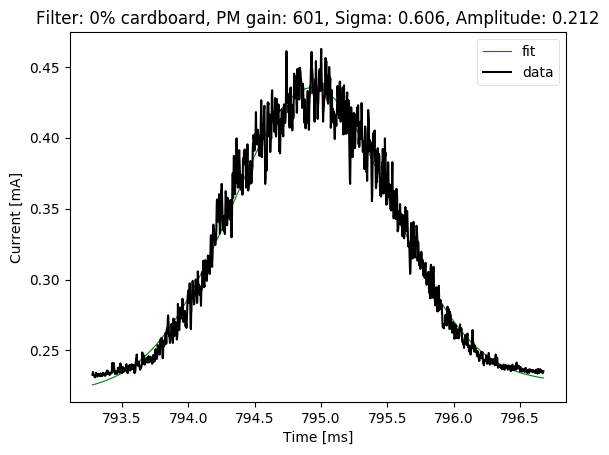 Filter: 0% cardboard, PM gain: 601, Sigma: 0.606, Amplitude: 0.212
fit
data
0.45
0.40
0.35
0.30
0.25
Current [mA]
793.5 794.0 794.5 795.0 795.5 796.0 796.5
Time [ms]